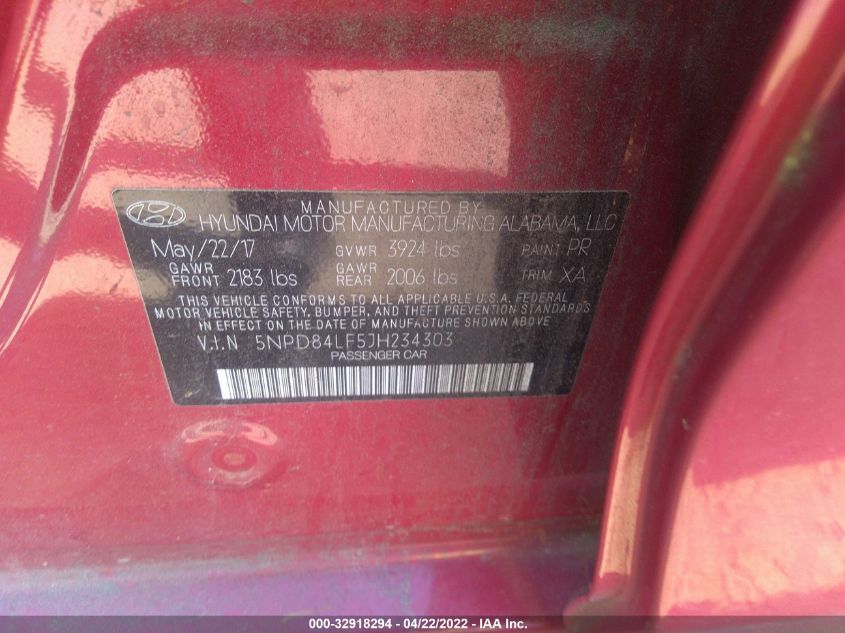 MANUFACTURED BY
HYUNDAI MOTOR MANUFACTURING ALABAMA, LLC
May/22/17 GVWR 3924 lbs PAINT PR
GAWR FRONT 2183 lbs GAWR REAR 2006 lbs TRIM XA
THIS VEHICLE CONFORMS TO ALL APPLICABLE U.S.A. FEDERAL
MOTOR VEHICLE SAFETY, BUMPER, AND THEFT PREVENTION STANDARDS
IN EFFECT ON THE DATE OF MANUFACTURE SHOWN ABOVE
V.I.N 5NPD84LF5JH234303
PASSENGER CAR
000-32918294 - 04/22/2022 - IAA Inc.